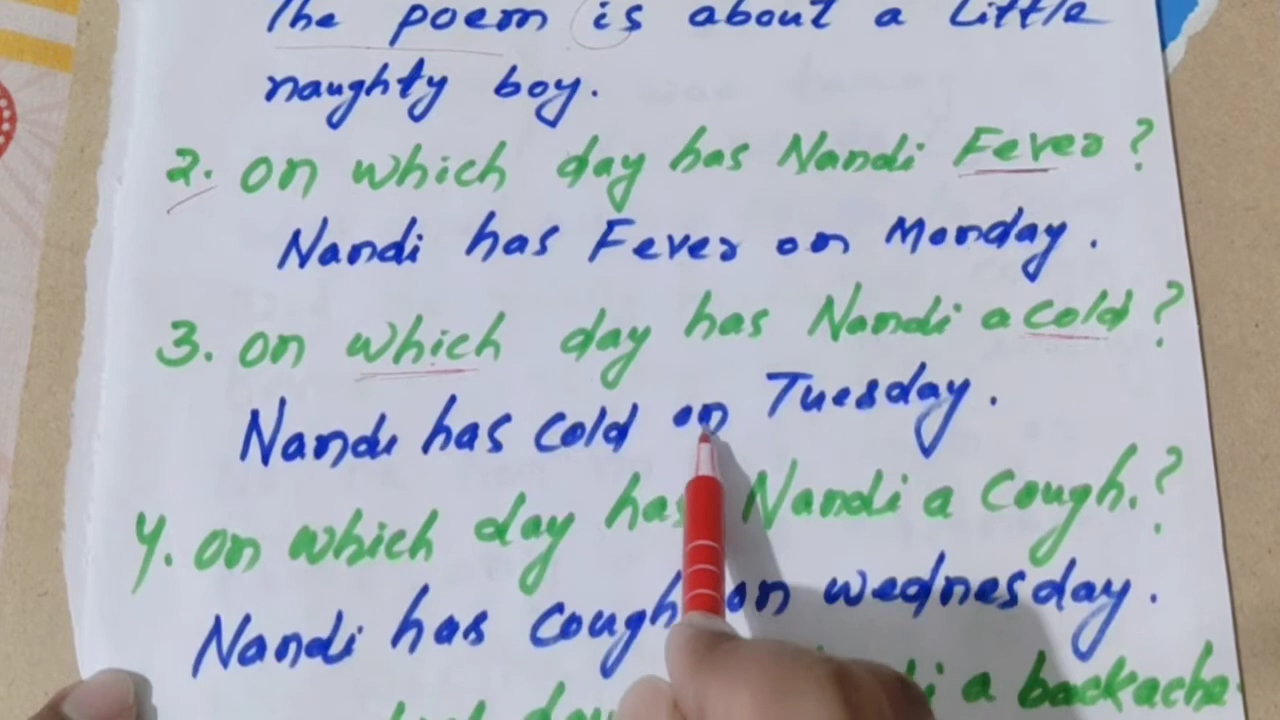 The poem is about a little
naughty boy.
2. on which day has Nandi Fever?
Nandi has Fever on Monday.
3. on which day has Nandi a cold?
Nandi has cold on Tuesday.
4. on which day has Nandi a Cough.?
Nandi has cough on wednesday.
day a backache